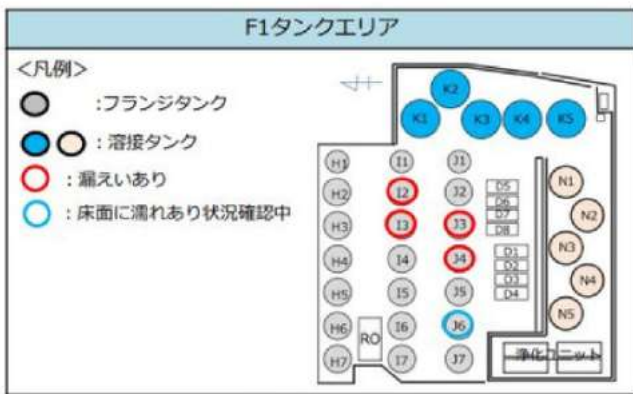 F1タンクエリア
<凡例>
:フランジタンク
:溶接タンク
:漏えいあり
:床面に濡れあり状況確認中
K2
K1 K3 K4 K5
H1 I1 J1
H2 I2 J2
H3 I3 J3
H4 I4 J4
H5 I5 J5
H6 I6 J6
H7 I7 J7
RO
D5
D6
D7
D8
D1
D2
D3
D4
N1
N2
N3
N4
N5
浄化ユニット